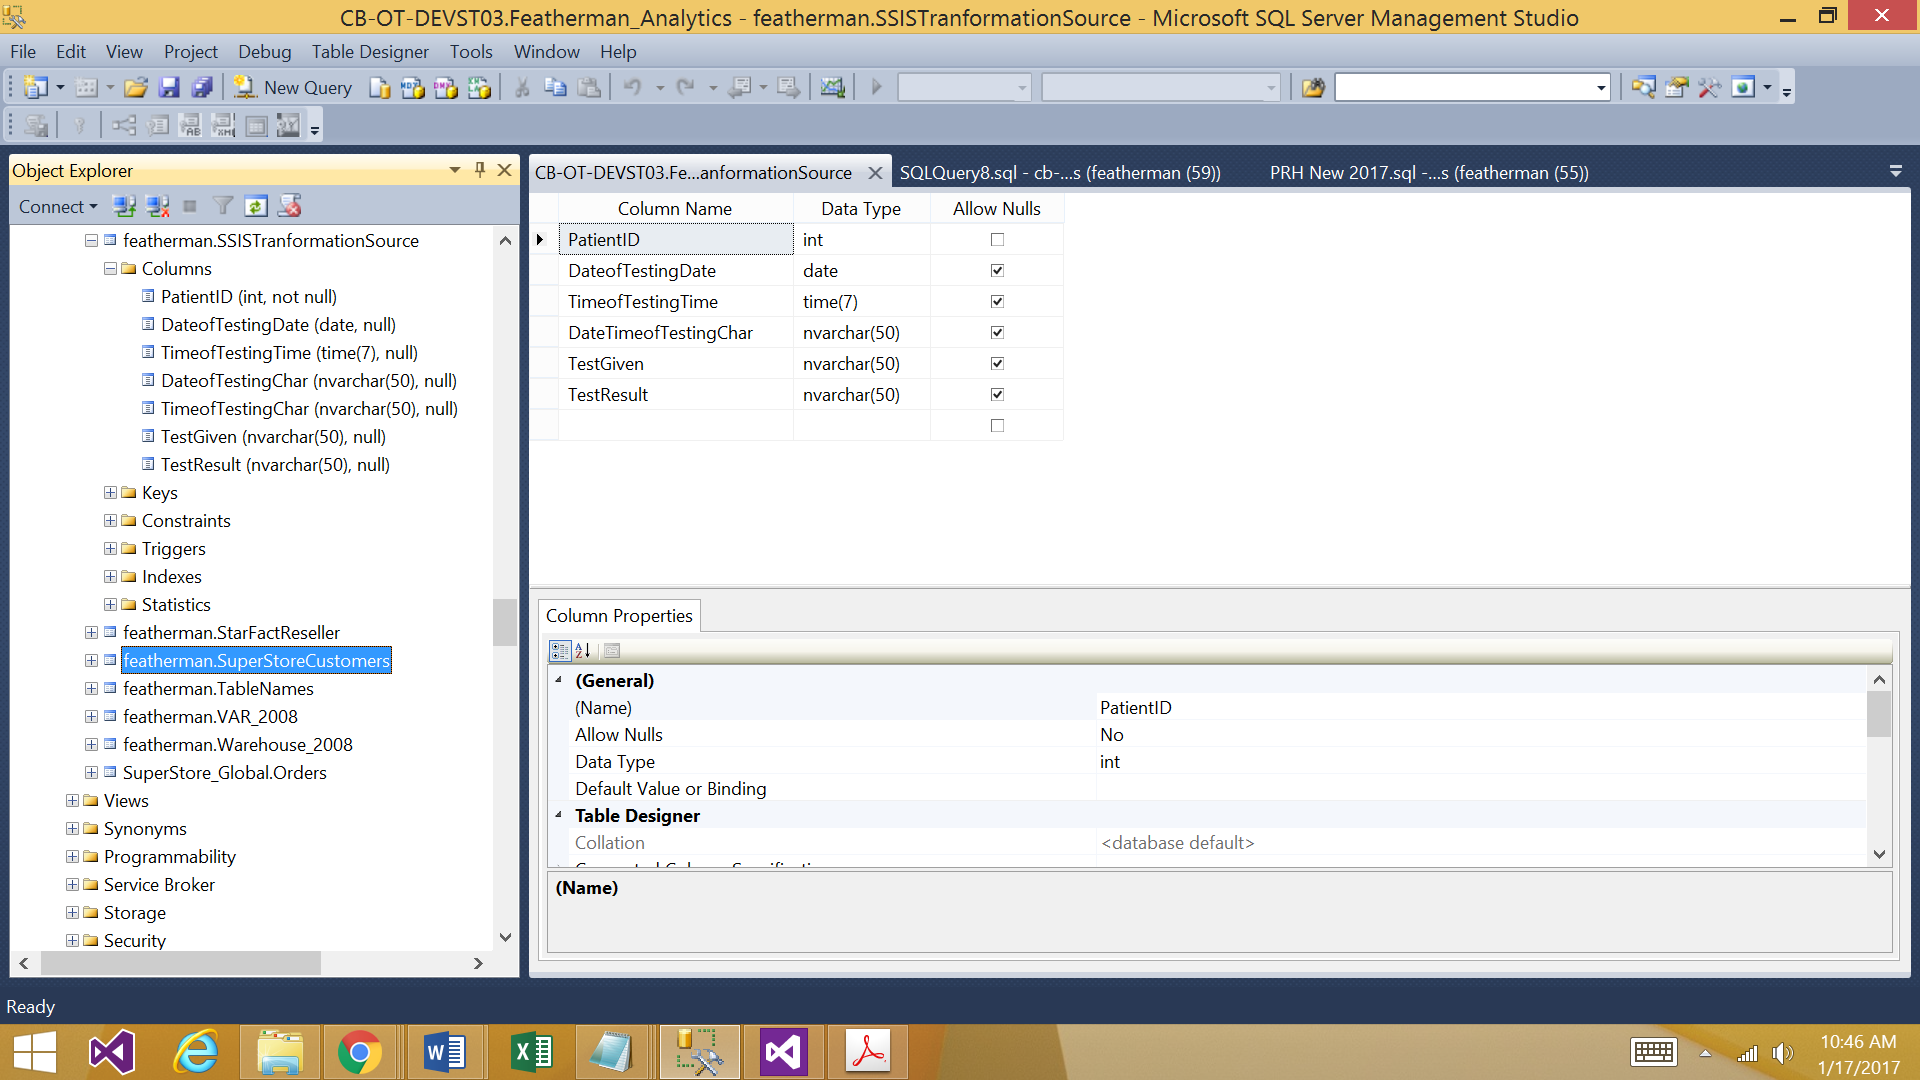 CB-OT-DEVST03.Featherman_Analytics - featherman.SSISTranformationSource - Microsoft SQL Server Management Studio
File Edit View Project Debug Table Designer Tools Window Help
New Query
Object Explorer
Connect
featherman.SSISTranformationSource
Columns
PatientID (int, not null)
DateofTestingDate (date, null)
TimeofTestingTime (time(7), null)
DateofTestingChar (nvarchar(50), null)
TimeofTestingChar (nvarchar(50), null)
TestGiven (nvarchar(50), null)
TestResult (nvarchar(50), null)
Keys
Constraints
Triggers
Indexes
Statistics
featherman.StarFactReseller
featherman.SuperStoreCustomers
featherman.TableNames
featherman.VAR_2008
featherman.Warehouse_2008
SuperStore_Global.Orders
Views
Synonyms
Programmability
Service Broker
Storage
Security
CB-OT-DEVST03.Fe...anformationSource SQLQuery8.sql - cb-...s (featherman (59)) PRH New 2017.sql -...s (featherman (55))
Column Name Data Type Allow Nulls
PatientID int
DateofTestingDate date
TimeofTestingTime time(7)
DateTimeofTestingChar nvarchar(50)
TestGiven nvarchar(50)
TestResult nvarchar(50)
Column Properties
(General)
(Name) PatientID
Allow Nulls No
Data Type int
Default Value or Binding
Table Designer
Collation <database default>
(Name)
Ready
10:46 AM
1/17/2017